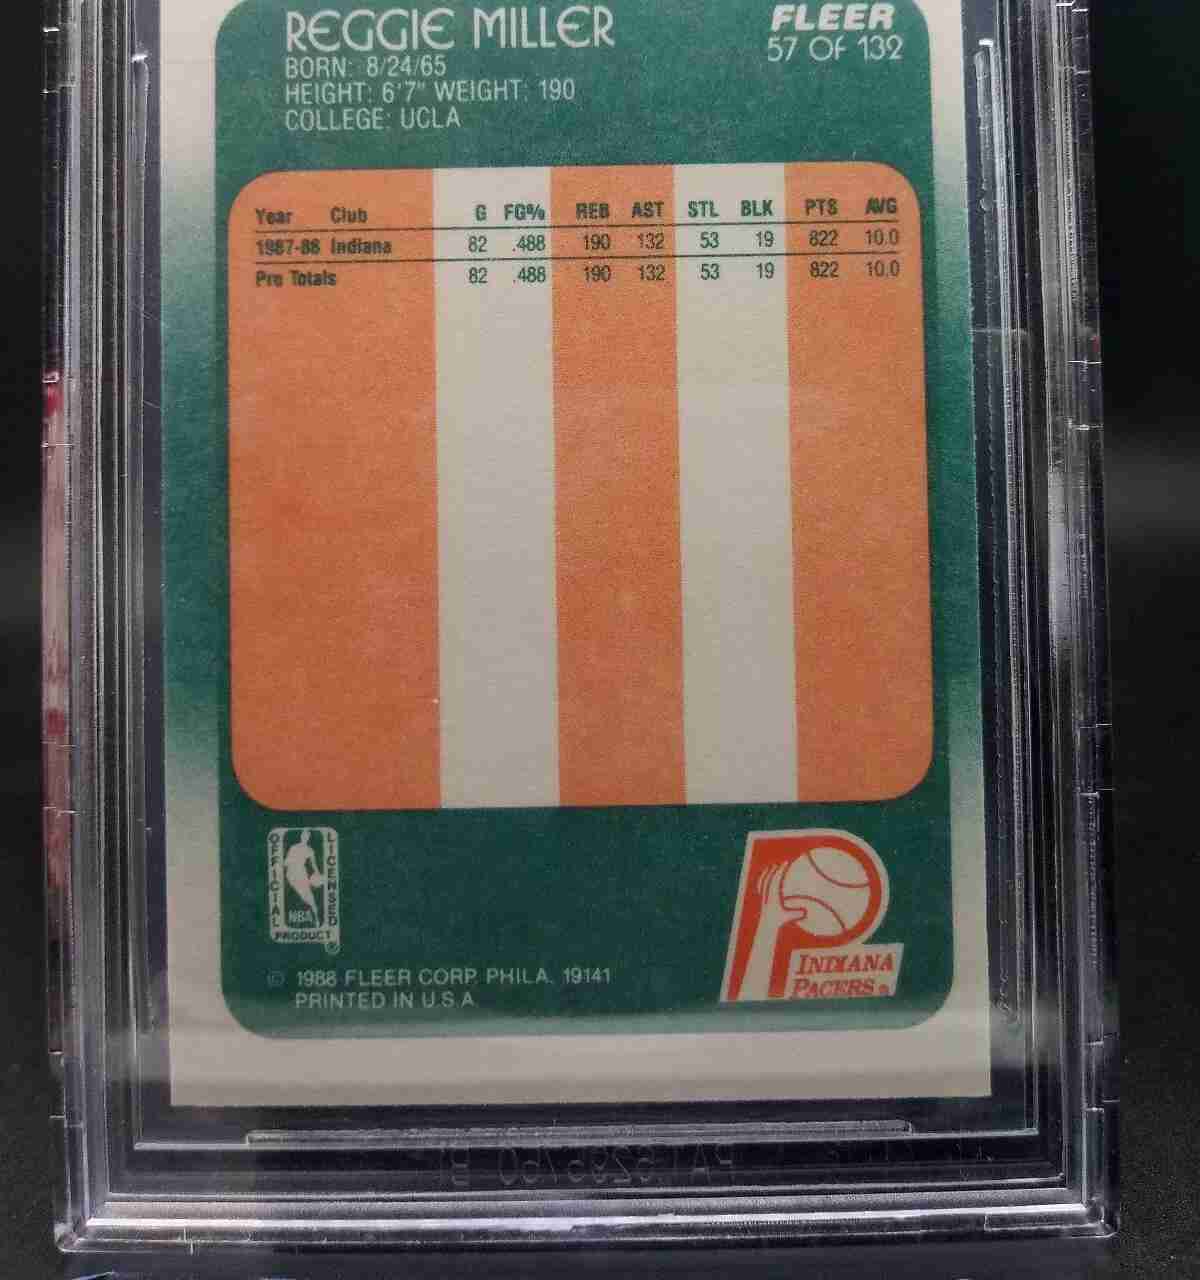 REGGIE MILLER
FLEER
57 OF 132
BORN: 8/24/65
HEIGHT: 6'7" WEIGHT: 190
COLLEGE: UCLA
Year Club G FG% REB AST STL BLK PTS AVG
1987-88 Indiana 82 .488 190 132 53 19 822 10.0
Pro Totals 82 .488 190 132 53 19 822 10.0
OFFICIAL LICENSED
NBA
PRODUCT ®
INDIANA
PACERS ®
© 1988 FLEER CORP. PHILA. 19141
PRINTED IN U.S.A.